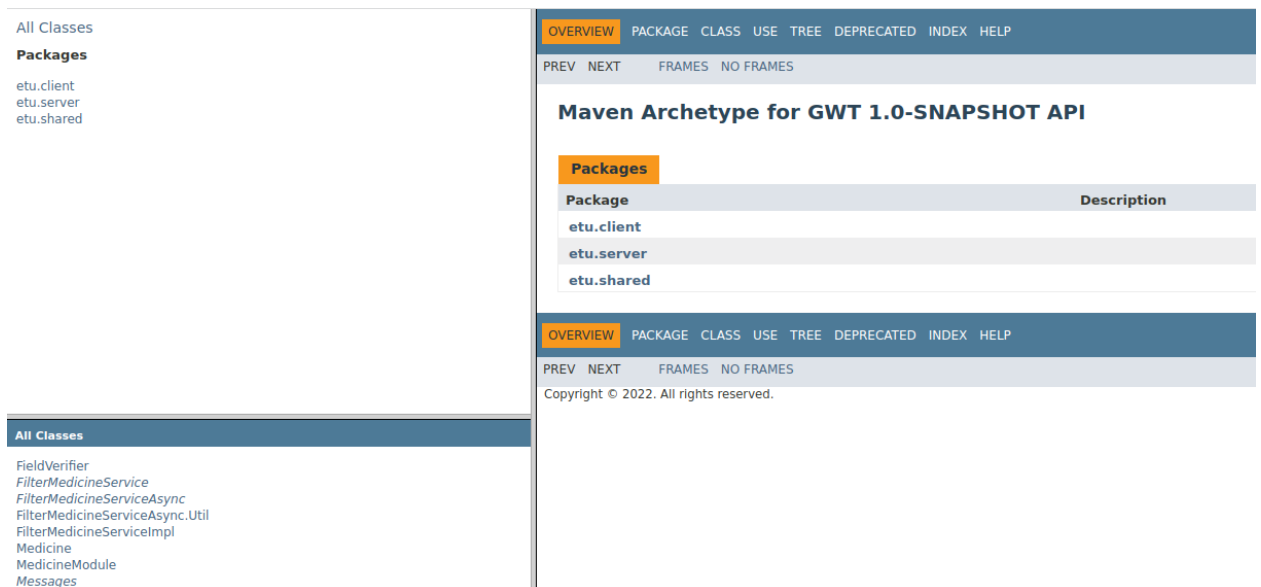 All Classes
Packages
etu.client
etu.server
etu.shared
All Classes
FieldVerifier
FilterMedicineService
FilterMedicineServiceAsync
FilterMedicineServiceAsync.Util
FilterMedicineServiceImpl
Medicine
MedicineModule
Messages
OVERVIEW PACKAGE CLASS USE TREE DEPRECATED INDEX HELP
PREV NEXT FRAMES NO FRAMES
Maven Archetype for GWT 1.0-SNAPSHOT API
Packages
Package Description
etu.client
etu.server
etu.shared
OVERVIEW PACKAGE CLASS USE TREE DEPRECATED INDEX HELP
PREV NEXT FRAMES NO FRAMES
Copyright © 2022. All rights reserved.